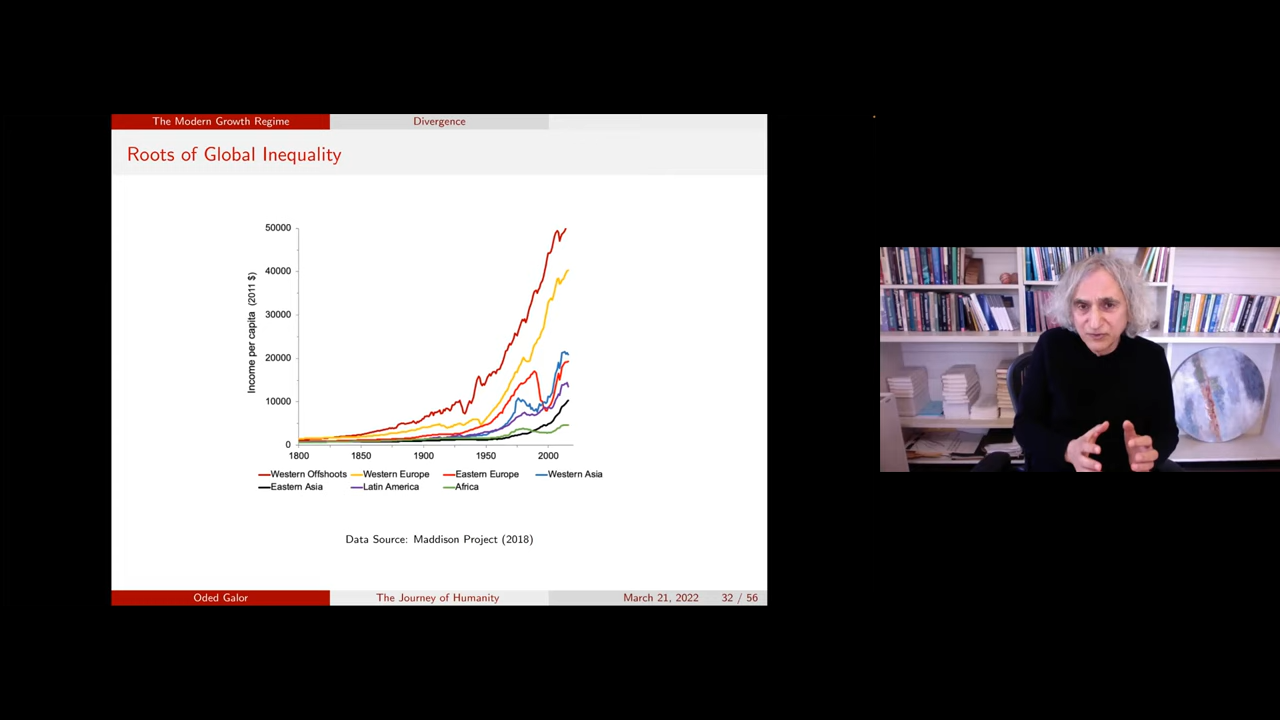 The Modern Growth Regime
Divergence
Roots of Global Inequality
Income per capita (2011 $)
50000
40000
30000
20000
10000
0
1800 1850 1900 1950 2000
Western Offshoots Western Europe Eastern Europe Western Asia
Eastern Asia Latin America Africa
Data Source: Maddison Project (2018)
Oded Galor
The Journey of Humanity
March 21, 2022 32 / 56